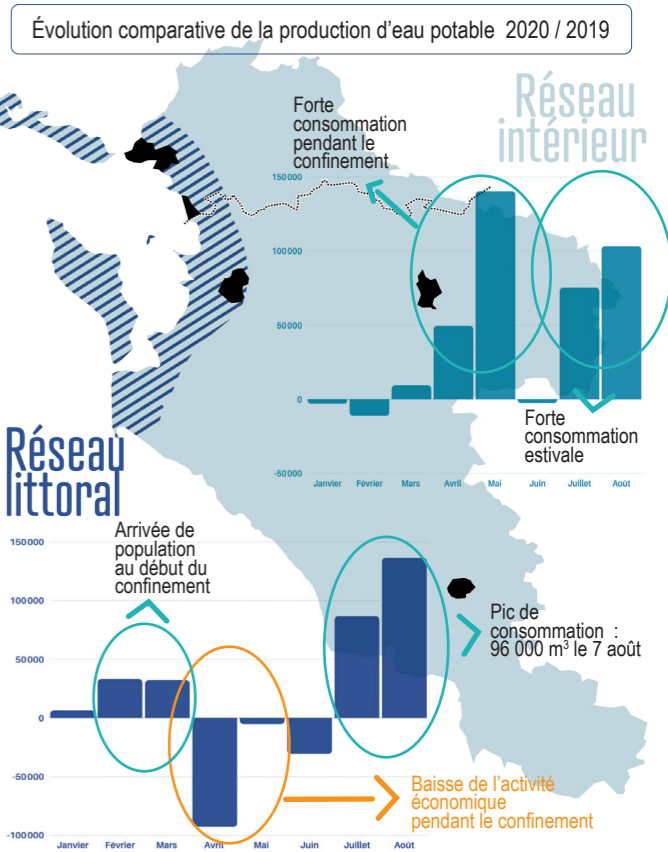 Évolution comparative de la production d'eau potable 2020 / 2019
Réseau
intérieur
Forte
consommation
pendant le
confinement
150000
100000
50000
0
-50000
Janvier Février Mars Avril Mai Juin Juillet Août
Forte
consommation
estivale
Réseau
littoral
Arrivée de
population
au début du
confinement
150000
100000
50000
0
-50000
-100000
Janvier Février Mars Avril Mai Juin Juillet Août
Pic de
consommation :
96 000 m³ le 7 août
Baisse de l'activité
économique
pendant le confinement